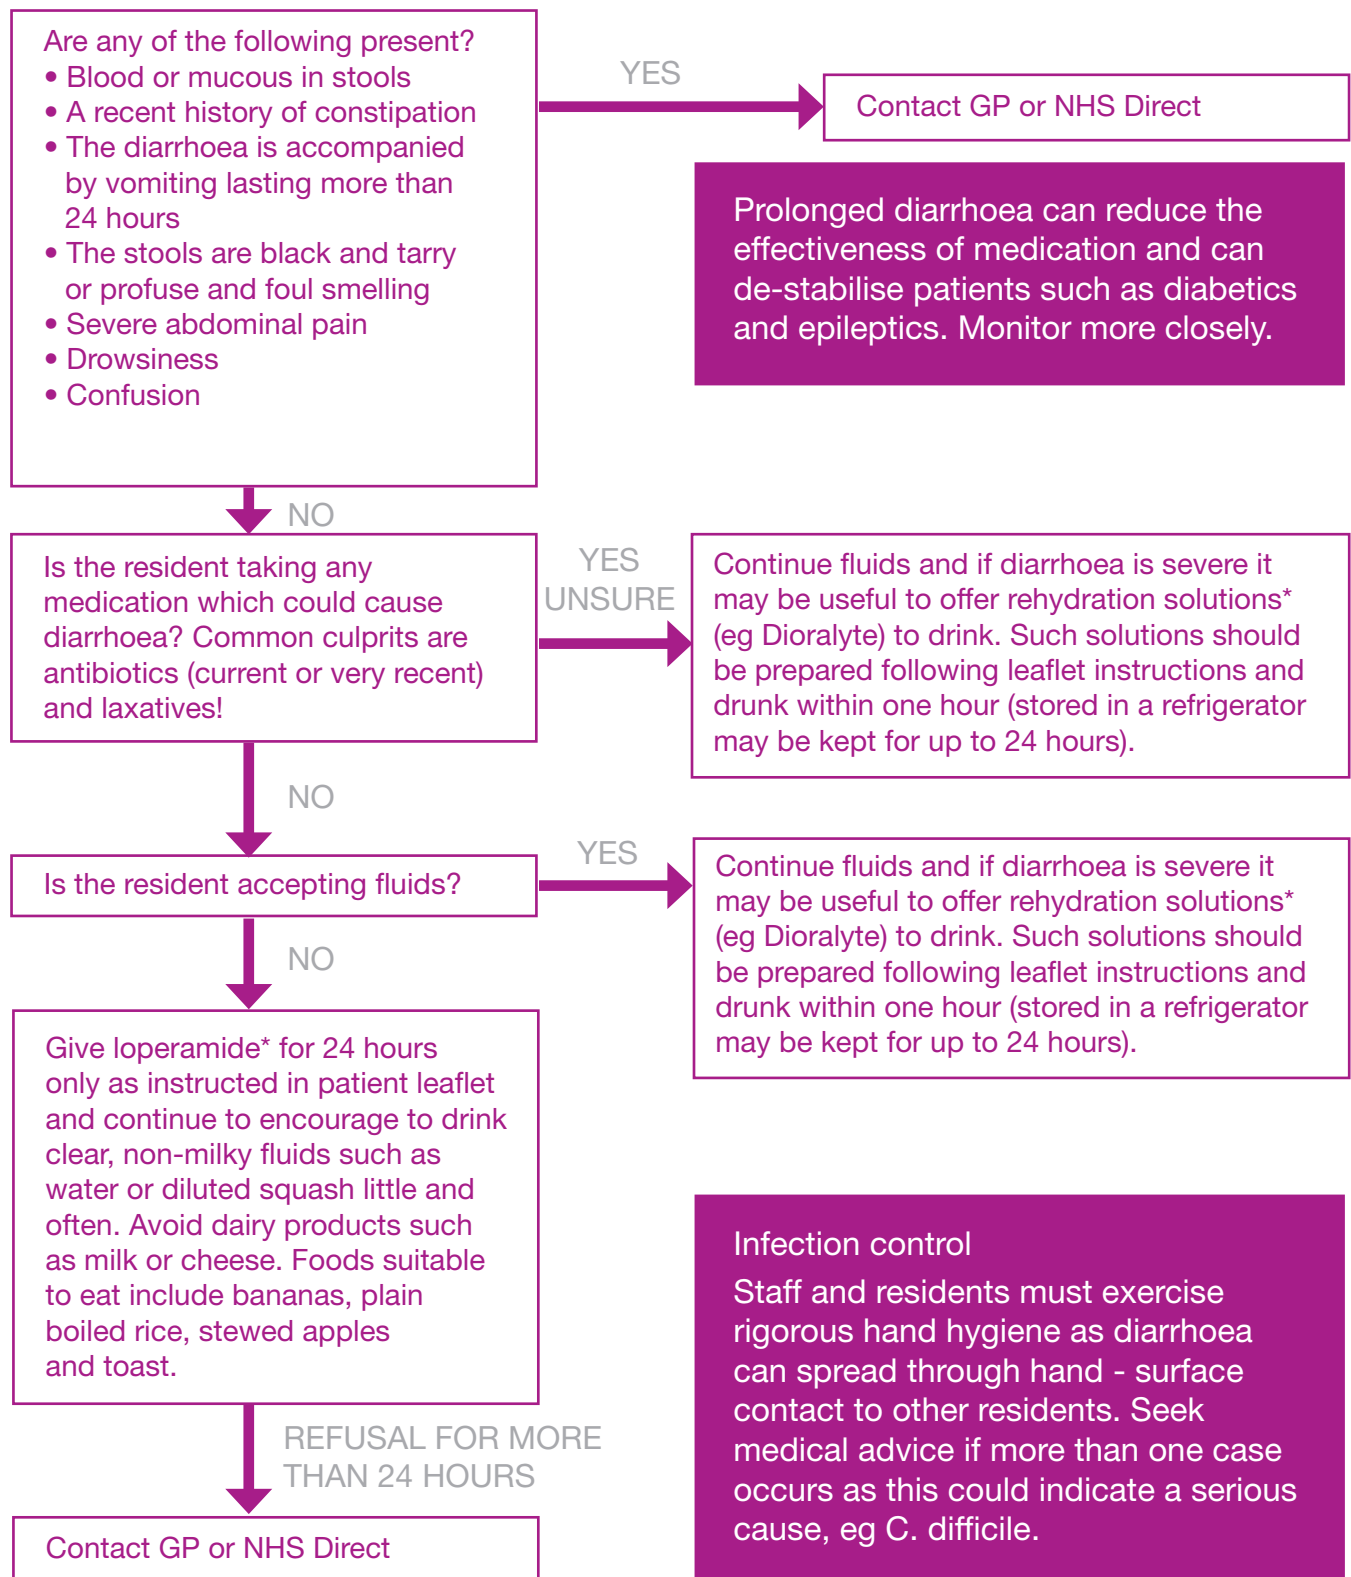 Are any of the following present?
• Blood or mucous in stools
• A recent history of constipation
• The diarrhoea is accompanied
by vomiting lasting more than
24 hours
• The stools are black and tarry
or profuse and foul smelling
• Severe abdominal pain
• Drowsiness
• Confusion
YES
Contact GP or NHS Direct
Prolonged diarrhoea can reduce the
effectiveness of medication and can
de-stabilise patients such as diabetics
and epileptics. Monitor more closely.
NO
Is the resident taking any
medication which could cause
diarrhoea? Common culprits are
antibiotics (current or very recent)
and laxatives!
YES
UNSURE
Continue fluids and if diarrhoea is severe it
may be useful to offer rehydration solutions*
(eg Dioralyte) to drink. Such solutions should
be prepared following leaflet instructions and
drunk within one hour (stored in a refrigerator
may be kept for up to 24 hours).
NO
Is the resident accepting fluids?
YES
Continue fluids and if diarrhoea is severe it
may be useful to offer rehydration solutions*
(eg Dioralyte) to drink. Such solutions should
be prepared following leaflet instructions and
drunk within one hour (stored in a refrigerator
may be kept for up to 24 hours).
NO
Give loperamide* for 24 hours
only as instructed in patient leaflet
and continue to encourage to drink
clear, non-milky fluids such as
water or diluted squash little and
often. Avoid dairy products such
as milk or cheese. Foods suitable
to eat include bananas, plain
boiled rice, stewed apples
and toast.
REFUSAL FOR MORE
THAN 24 HOURS
Contact GP or NHS Direct
Infection control
Staff and residents must exercise
rigorous hand hygiene as diarrhoea
can spread through hand - surface
contact to other residents. Seek
medical advice if more than one case
occurs as this could indicate a serious
cause, eg C. difficile.